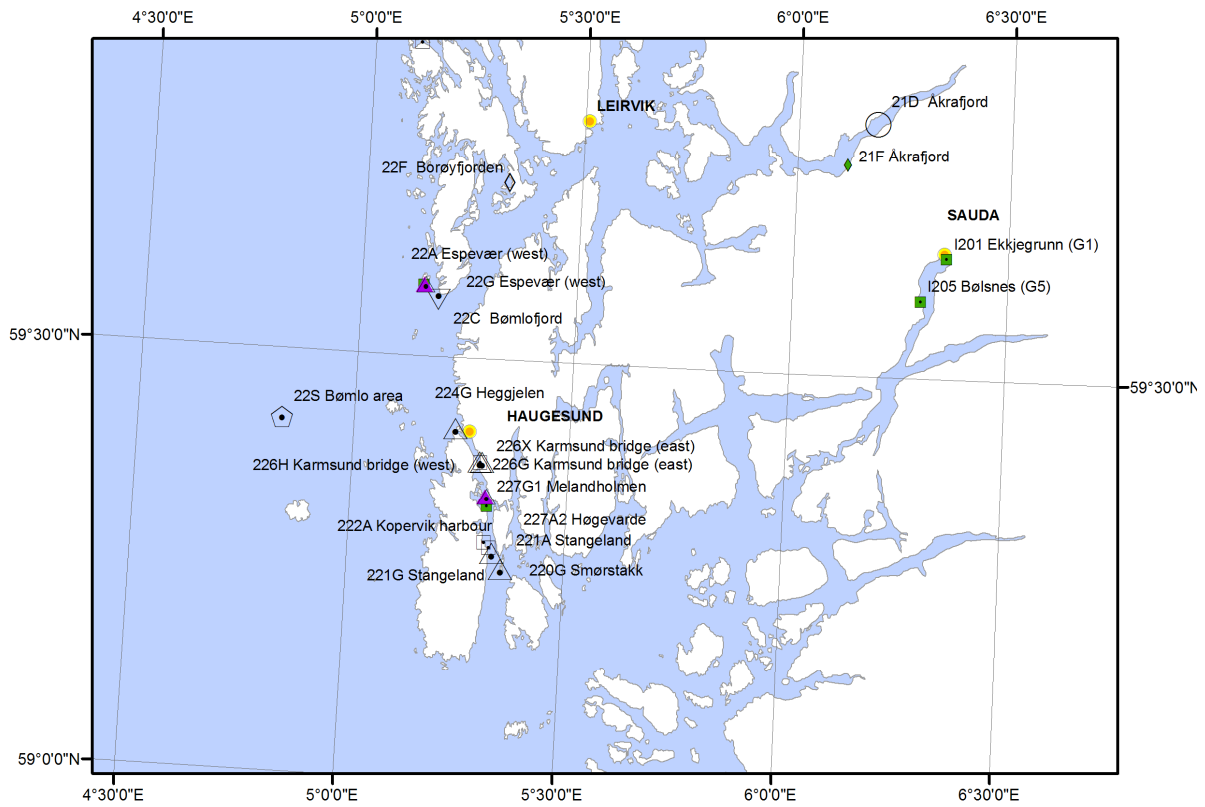 4°30'0"E
5°0'0"E
5°30'0"E
6°0'0"E
6°30'0"E
LEIRVIK
21D  Åkrafjord
21F Åkrafjord
22F  Borøyfjorden
SAUDA
I201 Ekkjegrunn (G1)
22A Espevær (west)
22G Espevær (west)
I205 Bølsnes (G5)
22C  Bømlofjord
59°30'0"N
59°30'0"N
22S Bømlo area
224G Heggjelen
HAUGESUND
226X Karmsund bridge (east)
226H Karmsund bridge (west)
226G Karmsund bridge (east)
227G1 Melandholmen
227A2 Høgevarde
222A Kopervik harbour
221A Stangeland
221G Stangeland
220G Smørstakk
59°0'0"N
4°30'0"E
5°0'0"E
5°30'0"E
6°0'0"E
6°30'0"E